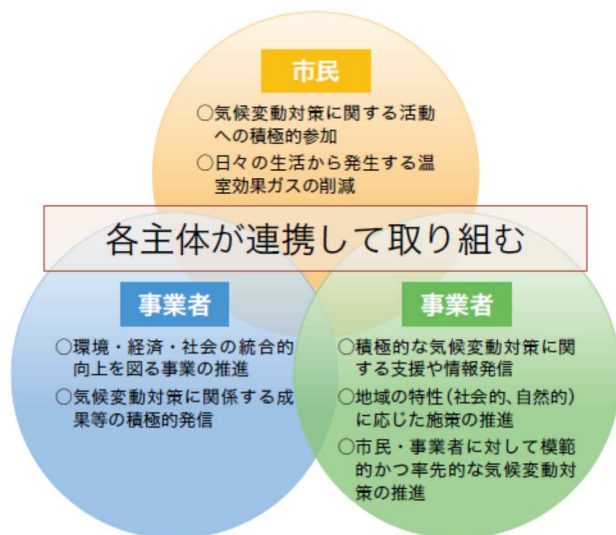 市民
○気候変動対策に関する活動
への積極的参加
○日々の生活から発生する温
室効果ガスの削減
各主体が連携して取り組む
事業者
○環境・経済・社会の統合的
向上を図る事業の推進
○気候変動対策に関係する成
果等の積極的発信
事業者
○積極的な気候変動対策に関
する支援や情報発信
○地域の特性(社会的、自然的)
に応じた施策の推進
○市民・事業者に対して模範
的かつ率先的な気候変動対
策の推進